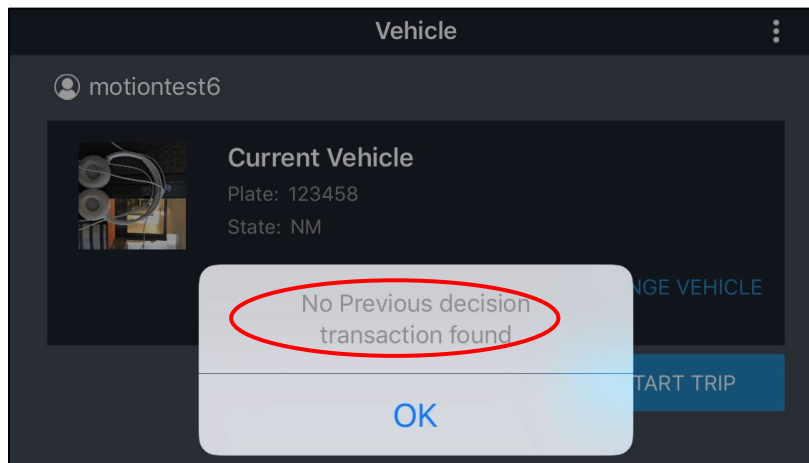 Vehicle
motiontest6
Current Vehicle
Plate: 123458
State: NM
NGE VEHICLE
No Previous decision
transaction found
TART TRIP
OK